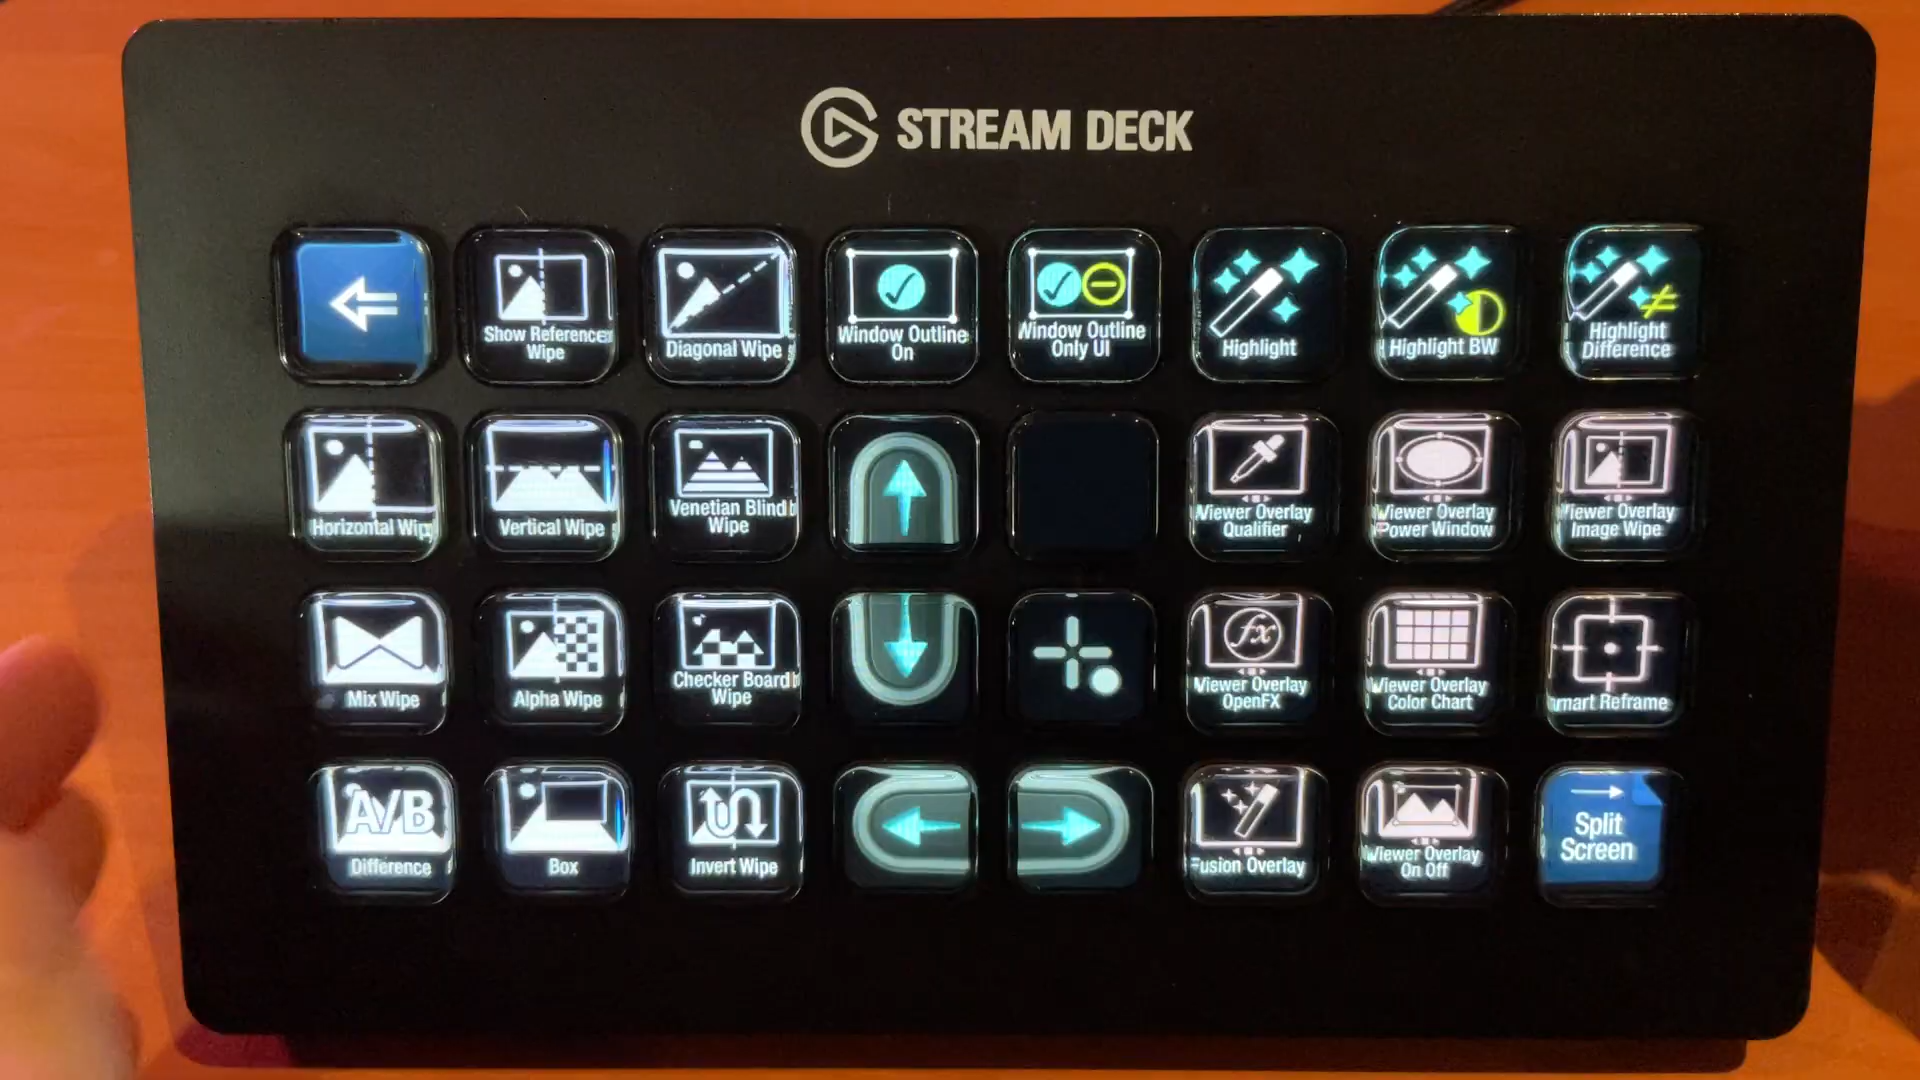 STREAM DECK
Show Reference
Wipe
Diagonal Wipe
Window Outline
On
Window Outline
Only UI
Highlight
Highlight BW
Highlight
Difference
Horizontal Wip
Vertical Wipe
Venetian Blind
Wipe
Viewer Overlay
Qualifier
Viewer Overlay
Power Window
Viewer Overlay
Image Wipe
Mix Wipe
Alpha Wipe
Checker Board
Wipe
fx
Viewer Overlay
OpenFX
Viewer Overlay
Color Chart
mart Reframe
A/B
Difference
Box
Invert Wipe
Fusion Overlay
Viewer Overlay
On Off
Split
Screen